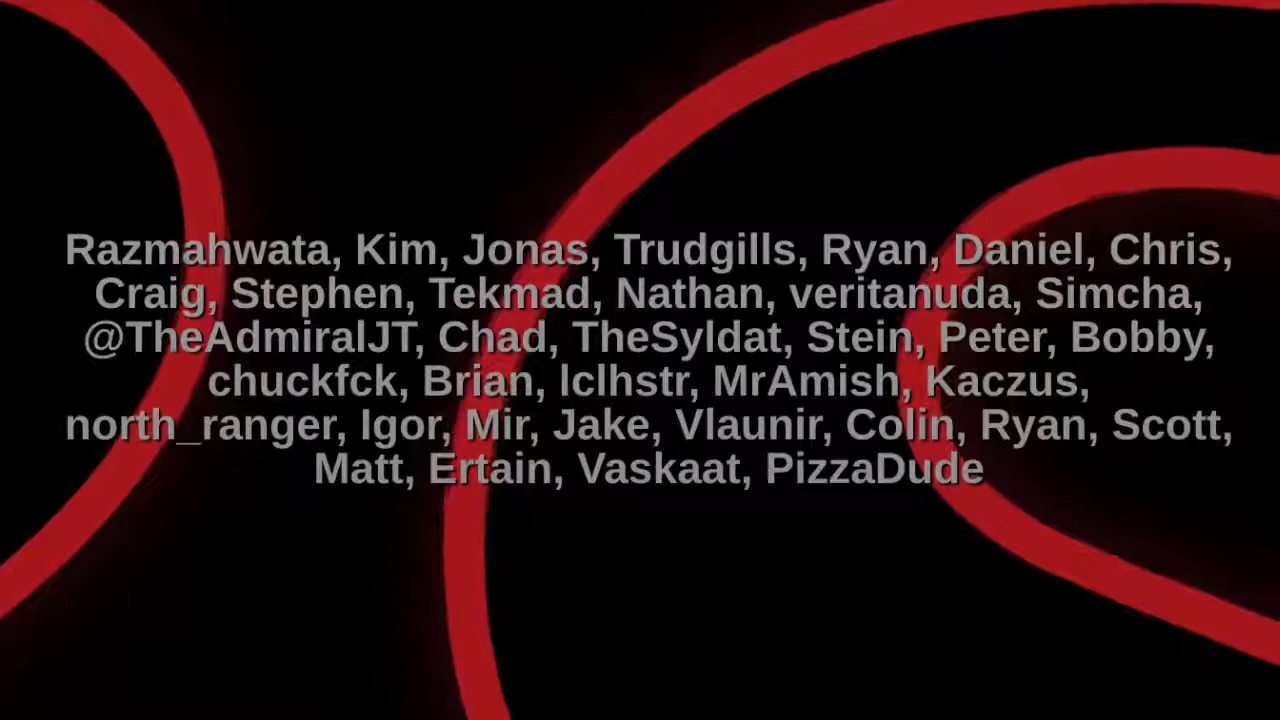 Razmahwata, Kim, Jonas, Trudgills, Ryan, Daniel, Chris,
Craig, Stephen, Tekmad, Nathan, veritanuda, Simcha,
@TheAdmiralJT, Chad, TheSyldat, Stein, Peter, Bobby,
chuckfck, Brian, lclhstr, MrAmish, Kaczus,
north_ranger, Igor, Mir, Jake, Vlaunir, Colin, Ryan, Scott,
Matt, Ertain, Vaskaat, PizzaDude